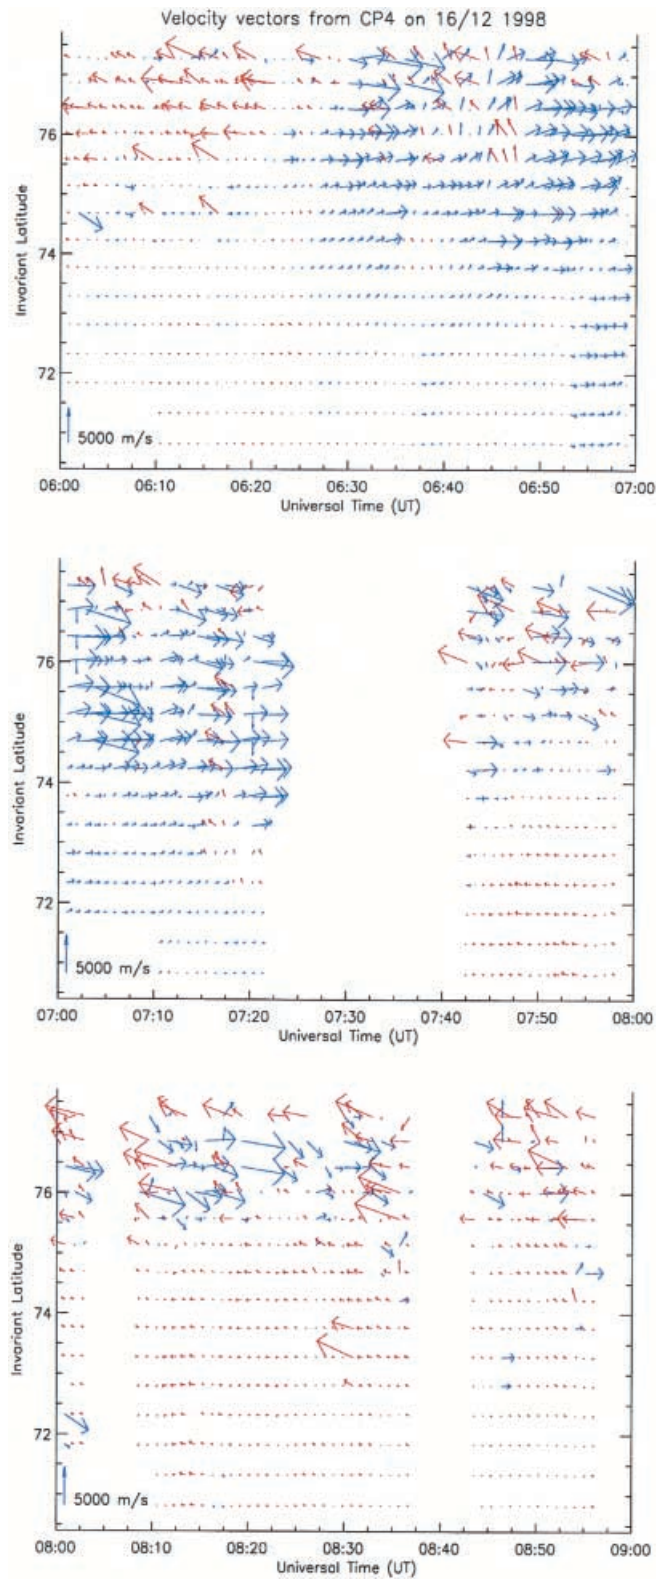 Velocity vectors from CP4 on 16/12 1998
76
74
72
Invariant Latitude
5000 m/s
06:00 06:10 06:20 06:30 06:40 06:50 07:00
Universal Time (UT)
76
74
72
Invariant Latitude
5000 m/s
07:00 07:10 07:20 07:30 07:40 07:50 08:00
Universal Time (UT)
76
74
72
Invariant Latitude
5000 m/s
08:00 08:10 08:20 08:30 08:40 08:50 09:00
Universal Time (UT)